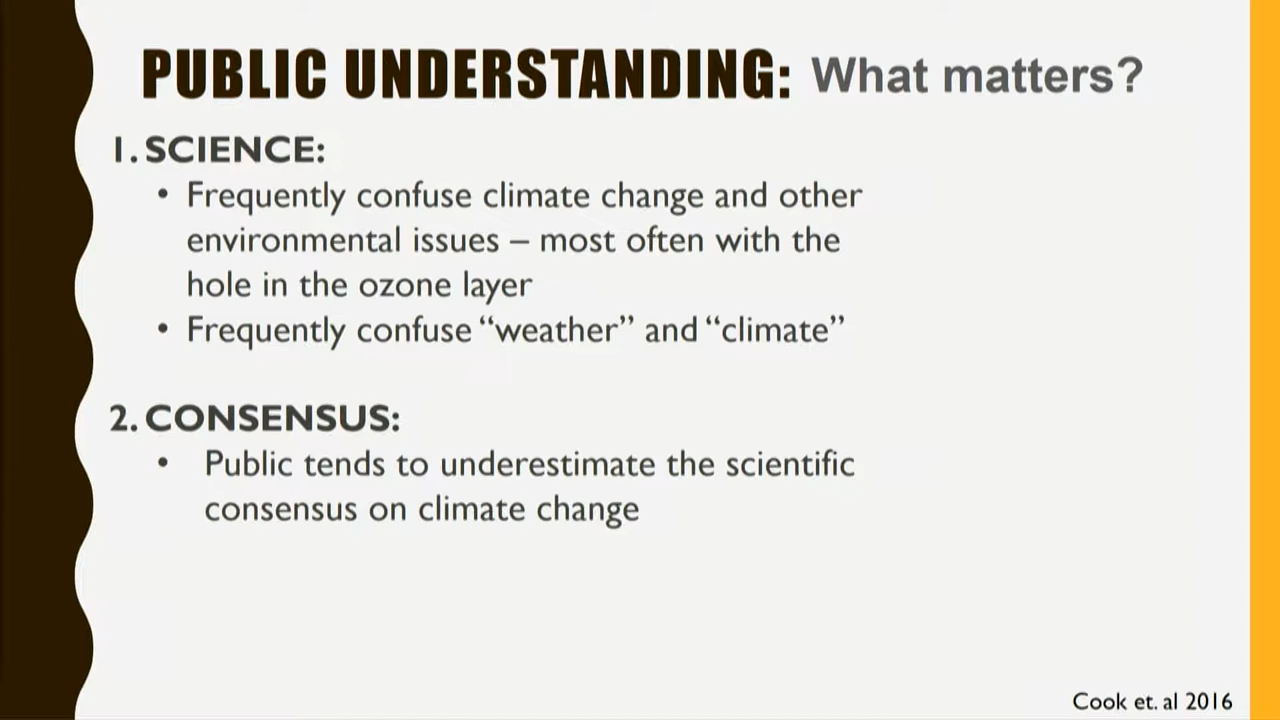 PUBLIC UNDERSTANDING: What matters?
1. SCIENCE:
• Frequently confuse climate change and other
environmental issues – most often with the
hole in the ozone layer
• Frequently confuse “weather” and “climate”
2. CONSENSUS:
• Public tends to underestimate the scientific
consensus on climate change
Cook et. al 2016